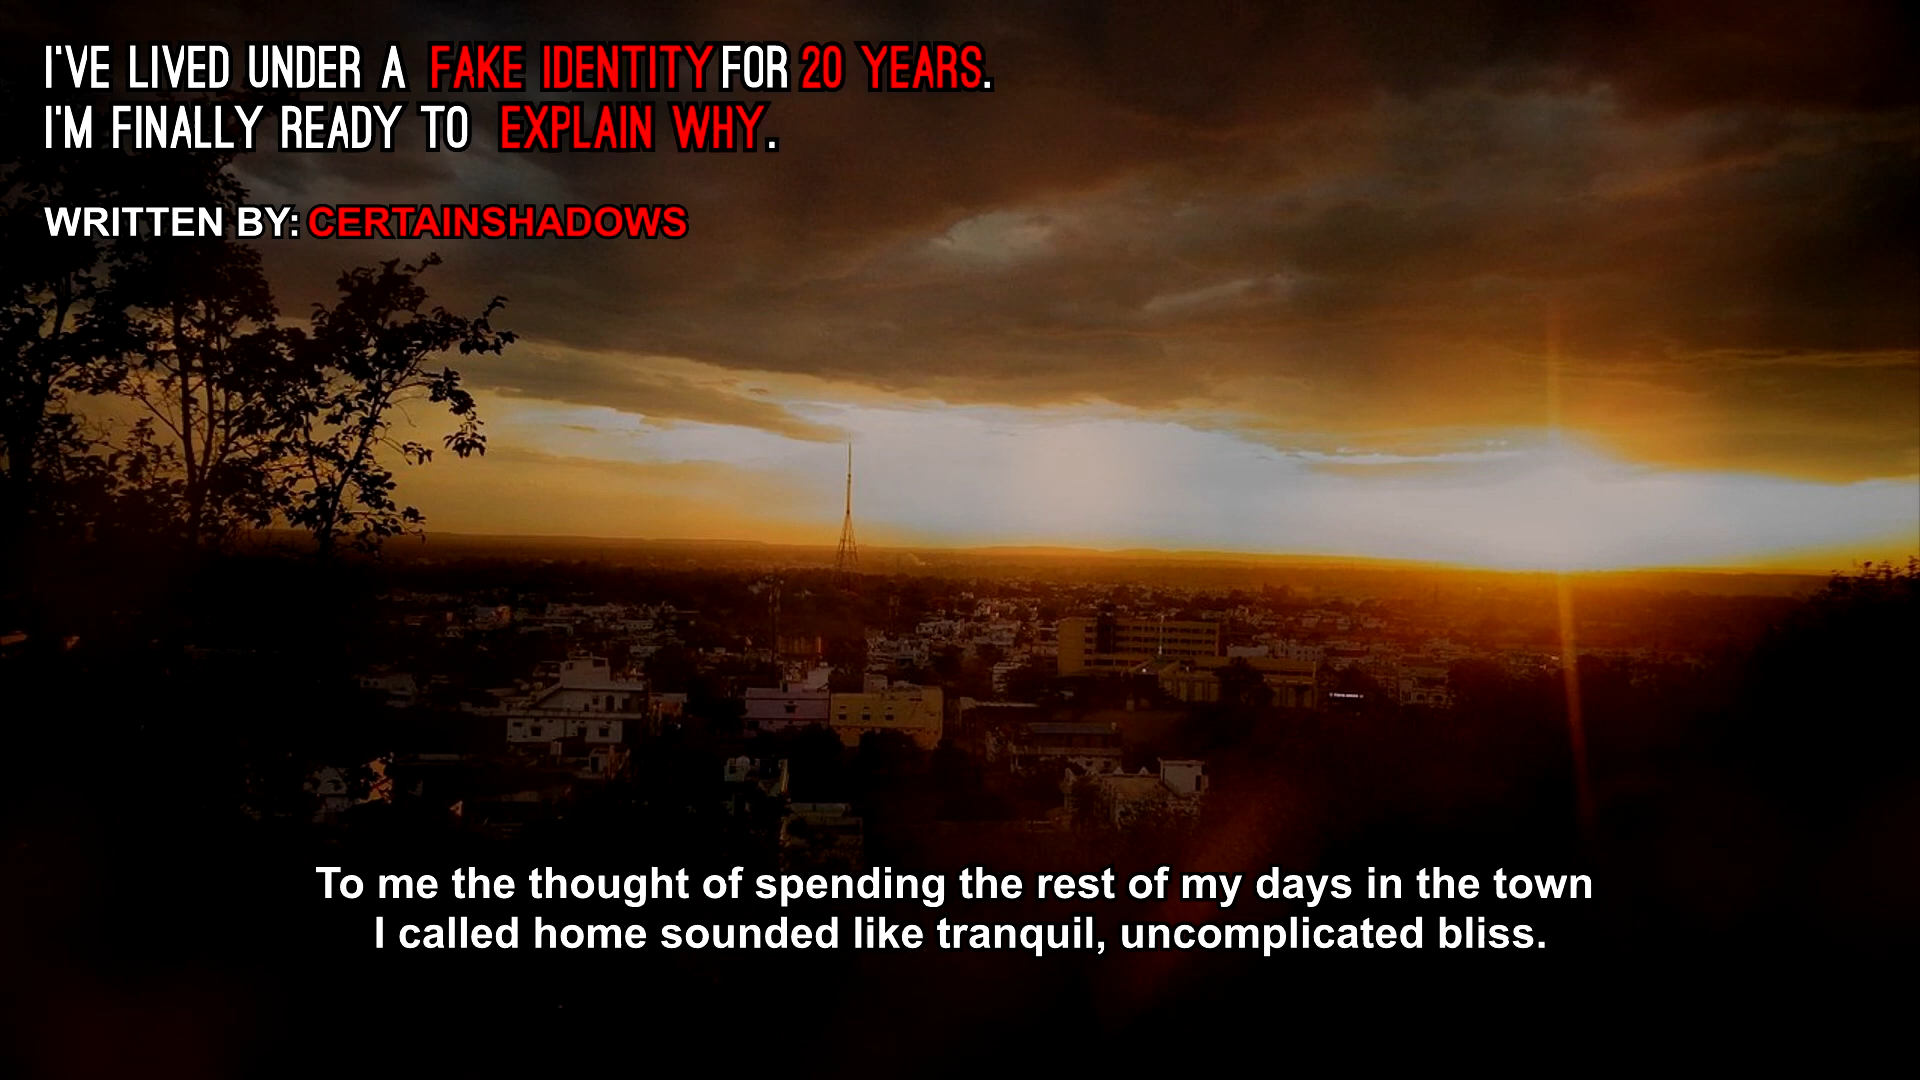 I'VE LIVED UNDER A FAKE IDENTITY FOR 20 YEARS.
I'M FINALLY READY TO EXPLAIN WHY.
WRITTEN BY: CERTAINSHADOWS
To me the thought of spending the rest of my days in the town
I called home sounded like tranquil, uncomplicated bliss.